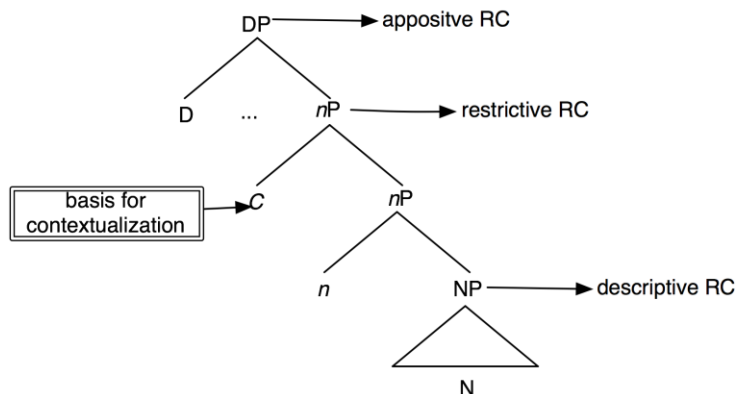 DP
appositve RC
D
...
nP
restrictive RC
basis for
contextualization
C
nP
n
NP
descriptive RC
N